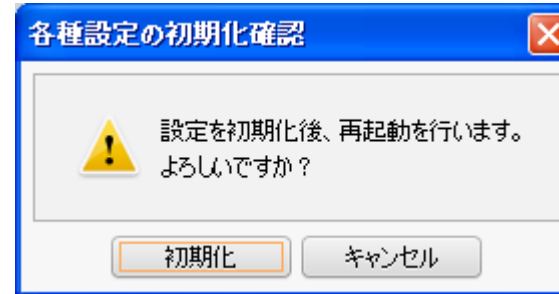 各種設定の初期化確認
設定を初期化後、再起動を行います。
よろしいですか？
初期化
キャンセル